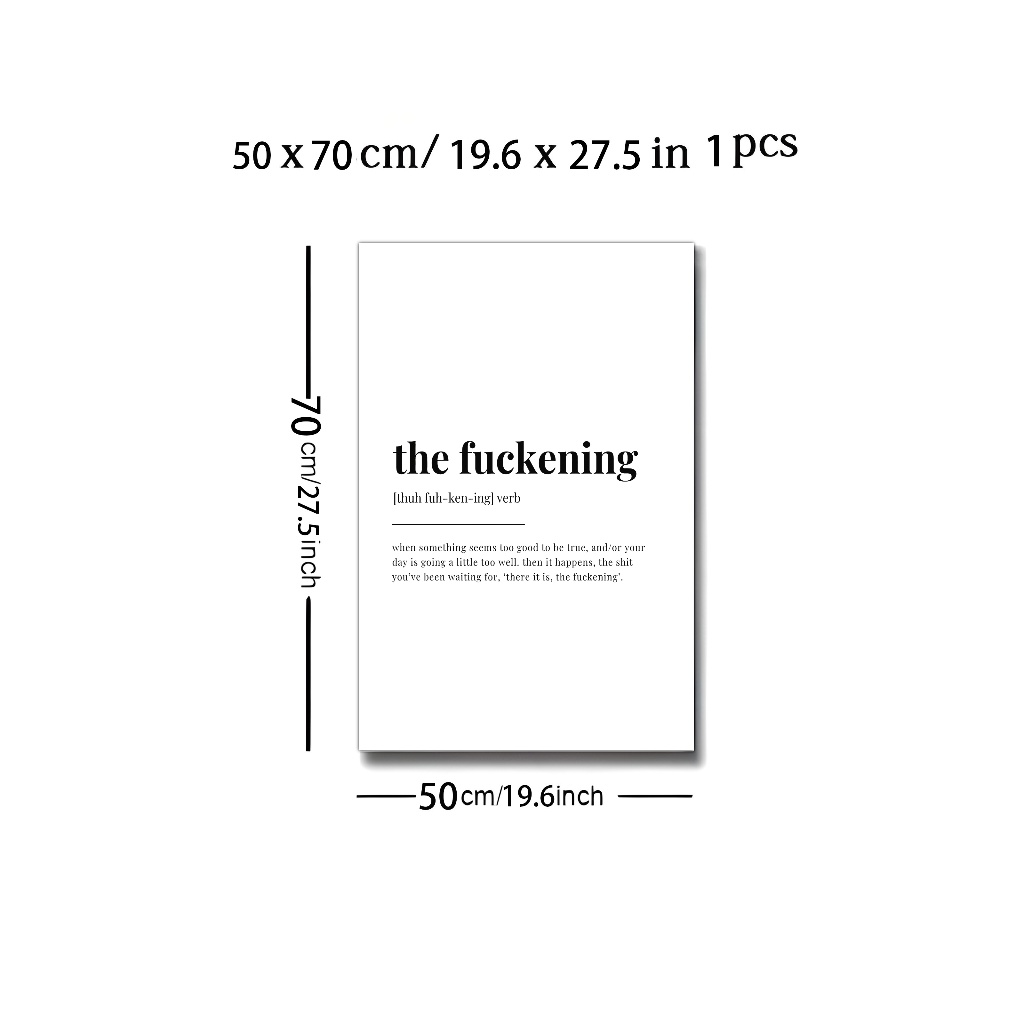 50 x 70 cm/ 19.6 x 27.5 in 1 pcs
70 cm/27.5 inch
the fuckening
[thuh fuh-ken-ing] verb
when something seems too good to be true, and/or your
day is going a little too well. then it happens, the shit
you've been waiting for, 'there it is, the fuckening'.
50cm/19.6inch